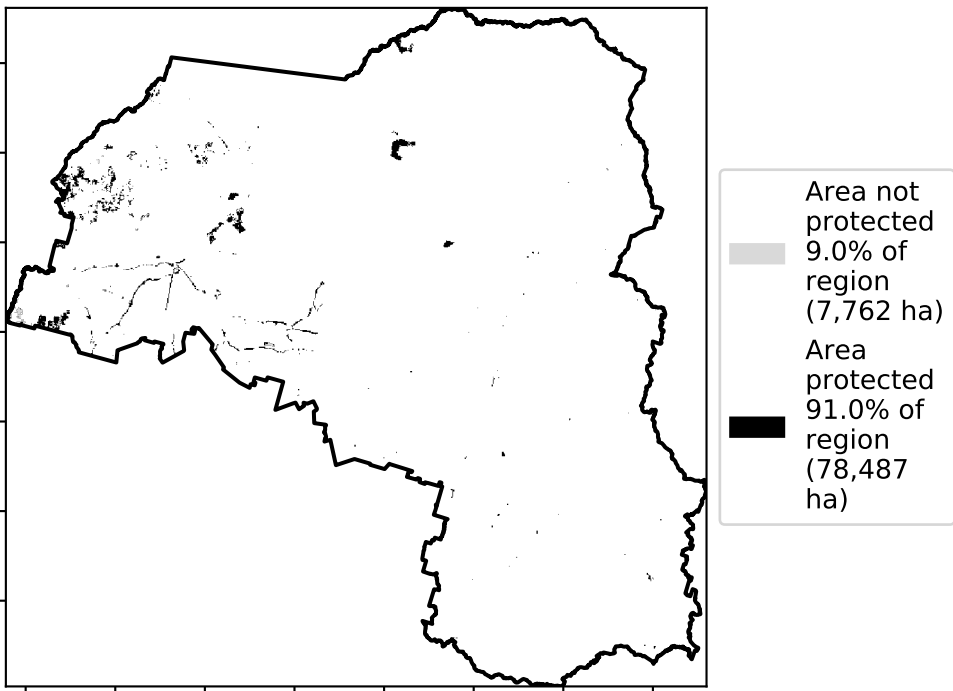 Area not
protected
9.0% of
region
(7,762 ha)
Area
protected
91.0% of
region
(78,487
ha)